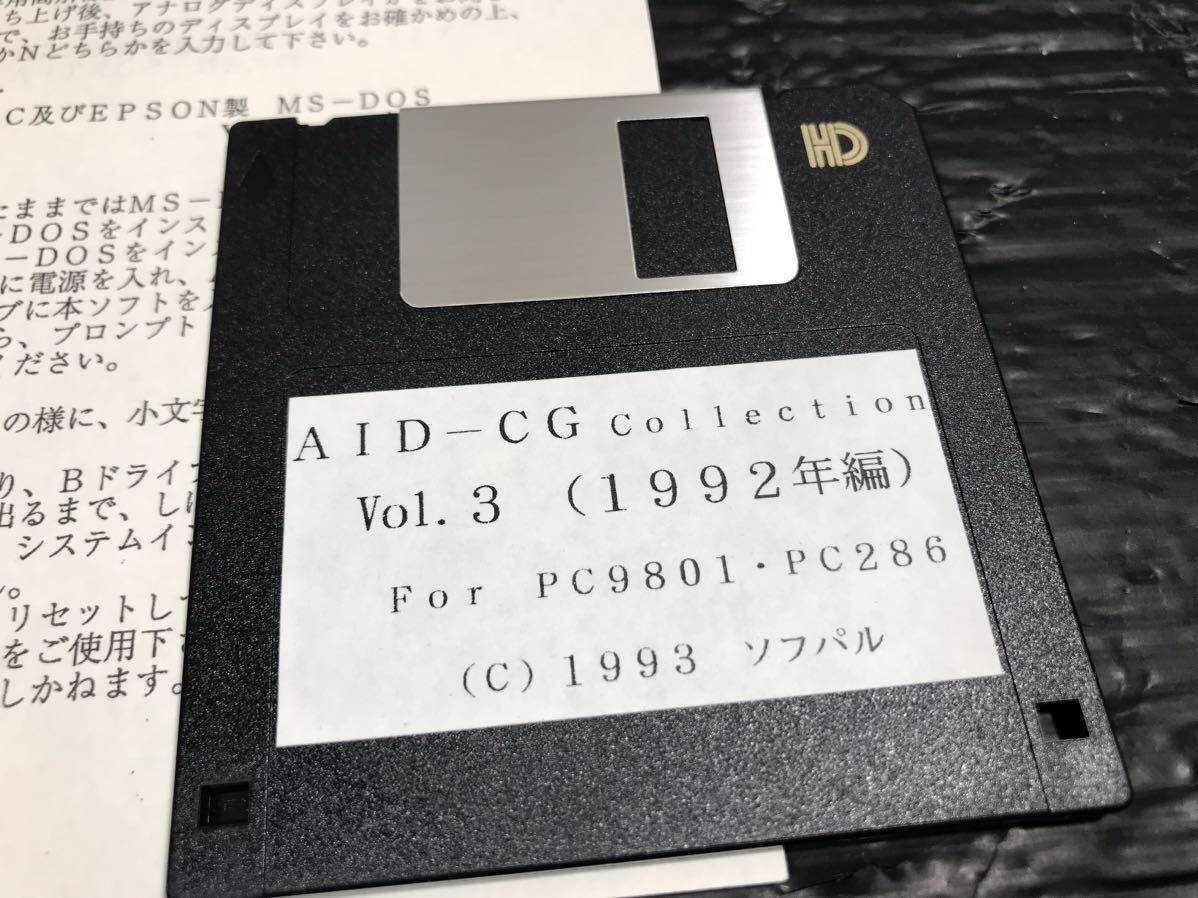 ち上げ後、アナログディスプレイか
で、お手持ちのディスプレイをお確かめの上、
かNどちらかを入力して下さい。
C及びEPSON製 MS−DOS
たままではMS−
−DOSをインス
−DOSをイン
に電源を入れ、
ブに本ソフトを
ら、プロンプト
ください。
の様に、小文字
り、Bドライブ
出るまで、し
システムイン
い。
リセットし
をご使用下
しかねます。
HD
AID−CG Collection
Vol.3 (1992年編)
For PC9801・PC286
(C)1993 ソフパル